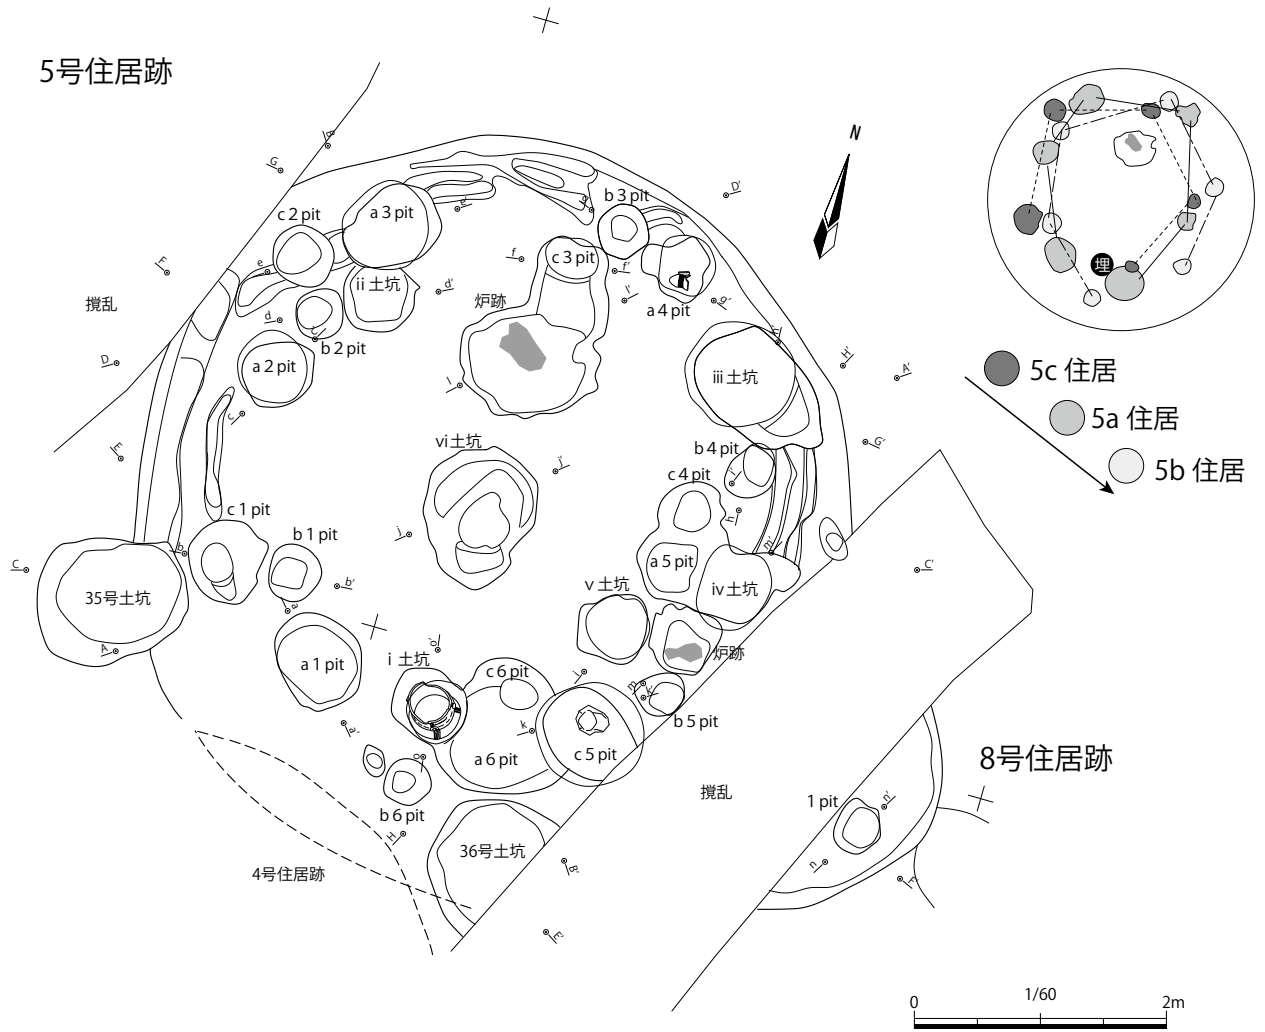 5号住居跡
N
G
B
D'
c 2 pit
a 3 pit
e'
g
b 3 pit
F
e
f
c 3 pit
f'
ii 土坑
d'
l'
g'
a 4 pit
撹乱
d
炉跡
c'
b 2 pit
D
a 2 pit
l
iii 土坑
H'
A'
E
c
vi 土坑
j'
G'
b 4 pit
i'
c 4 pit
h
c 1 pit
b
b 1 pit
j
m'
C
35号土坑
b'
a 5 pit
iv 土坑
C'
v 土坑
a
A
a 1 pit
o'
i 土坑
炉跡
c 6 pit
i
m
k'
b 5 pit
a'
k
o
a 6 pit
c 5 pit
b 6 pit
撹乱
8号住居跡
H
1 pit
n'
36号土坑
4号住居跡
n
B'
F'
E'
埋
5c 住居
5a 住居
5b 住居
0
1/60
2m